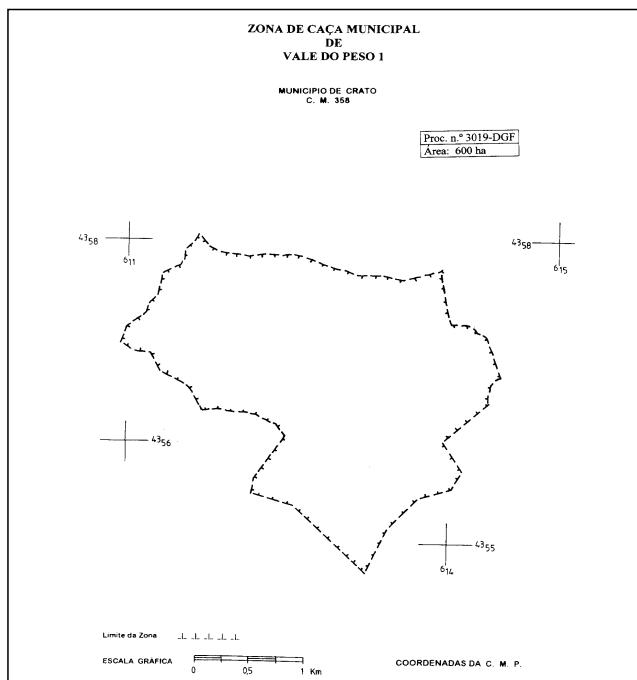 ZONA DE CAÇA MUNICIPAL
DE
VALE DO PESO 1
MUNICIPIO DE CRATO
C. M. 358
Proc. n.º 3019-DGF
Área: 600 ha
4358
611
4358
615
4356
4355
614
Limite da Zona
ESCALA GRÁFICA
0 0,5 1 Km
COORDENADAS DA C. M. P.